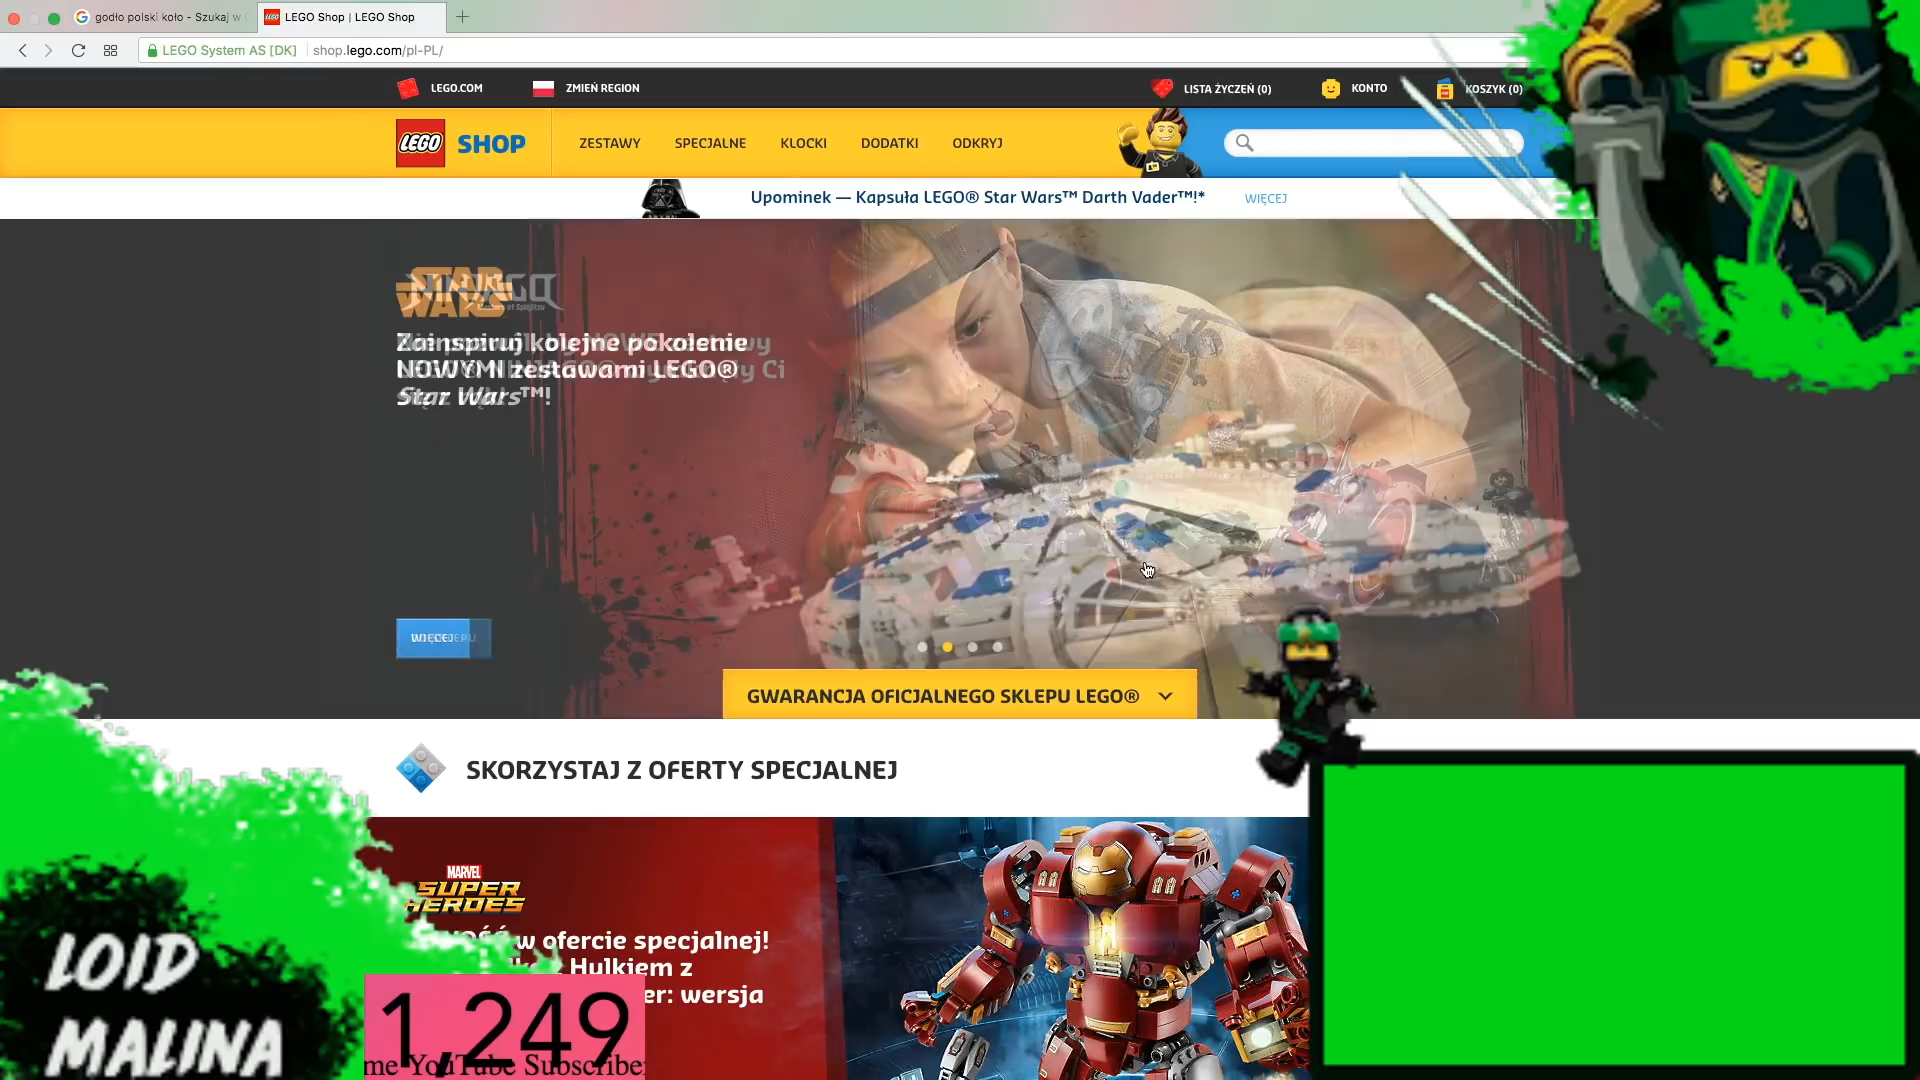 godło polski koło - Szukaj w
LEGO Shop | LEGO Shop
LEGO System AS [DK]
shop.lego.com/pl-PL/
LEGO.COM
ZMIEŃ REGION
LISTA ŻYCZEŃ (0)
KONTO
KOSZYK (0)
LEGO
SHOP
ZESTAWY
SPECJALNE
KLOCKI
DODATKI
ODKRYJ
Upominek — Kapsuła LEGO® Star Wars™ Darth Vader™!*
WIĘCEJ
STAR
WARS
Zainspiruj kolejne pokolenie
NOWYMI zestawami LEGO®
Star Wars™!
WIĘCEJ
GWARANCJA OFICJALNEGO SKLEPU LEGO®
SKORZYSTAJ Z OFERTY SPECJALNEJ
MARVEL
SUPER
HEROES
w ofercie specjalnej!
Hulkiem z
wersja
LOID
MALINA
1,249
YouTube